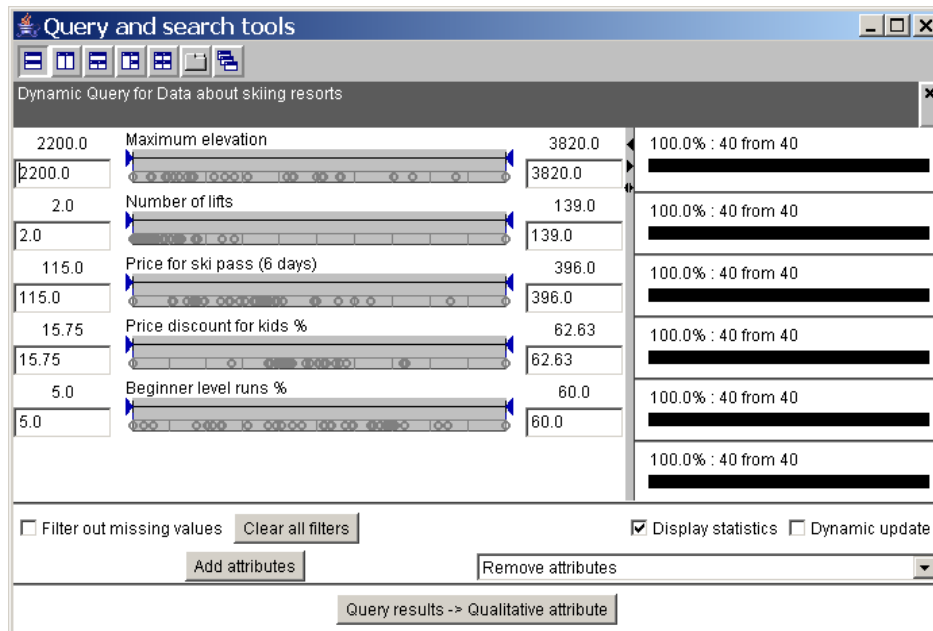 Query and search tools
Dynamic Query for Data about skiing resorts
2200.0 Maximum elevation 3820.0 100.0% : 40 from 40
2200.0 3820.0
2.0 Number of lifts 139.0 100.0% : 40 from 40
2.0 139.0
115.0 Price for ski pass (6 days) 396.0 100.0% : 40 from 40
115.0 396.0
15.75 Price discount for kids % 62.63 100.0% : 40 from 40
15.75 62.63
5.0 Beginner level runs % 60.0 100.0% : 40 from 40
5.0 60.0
100.0% : 40 from 40
Filter out missing values Clear all filters Display statistics Dynamic update
Add attributes Remove attributes
Query results -> Qualitative attribute